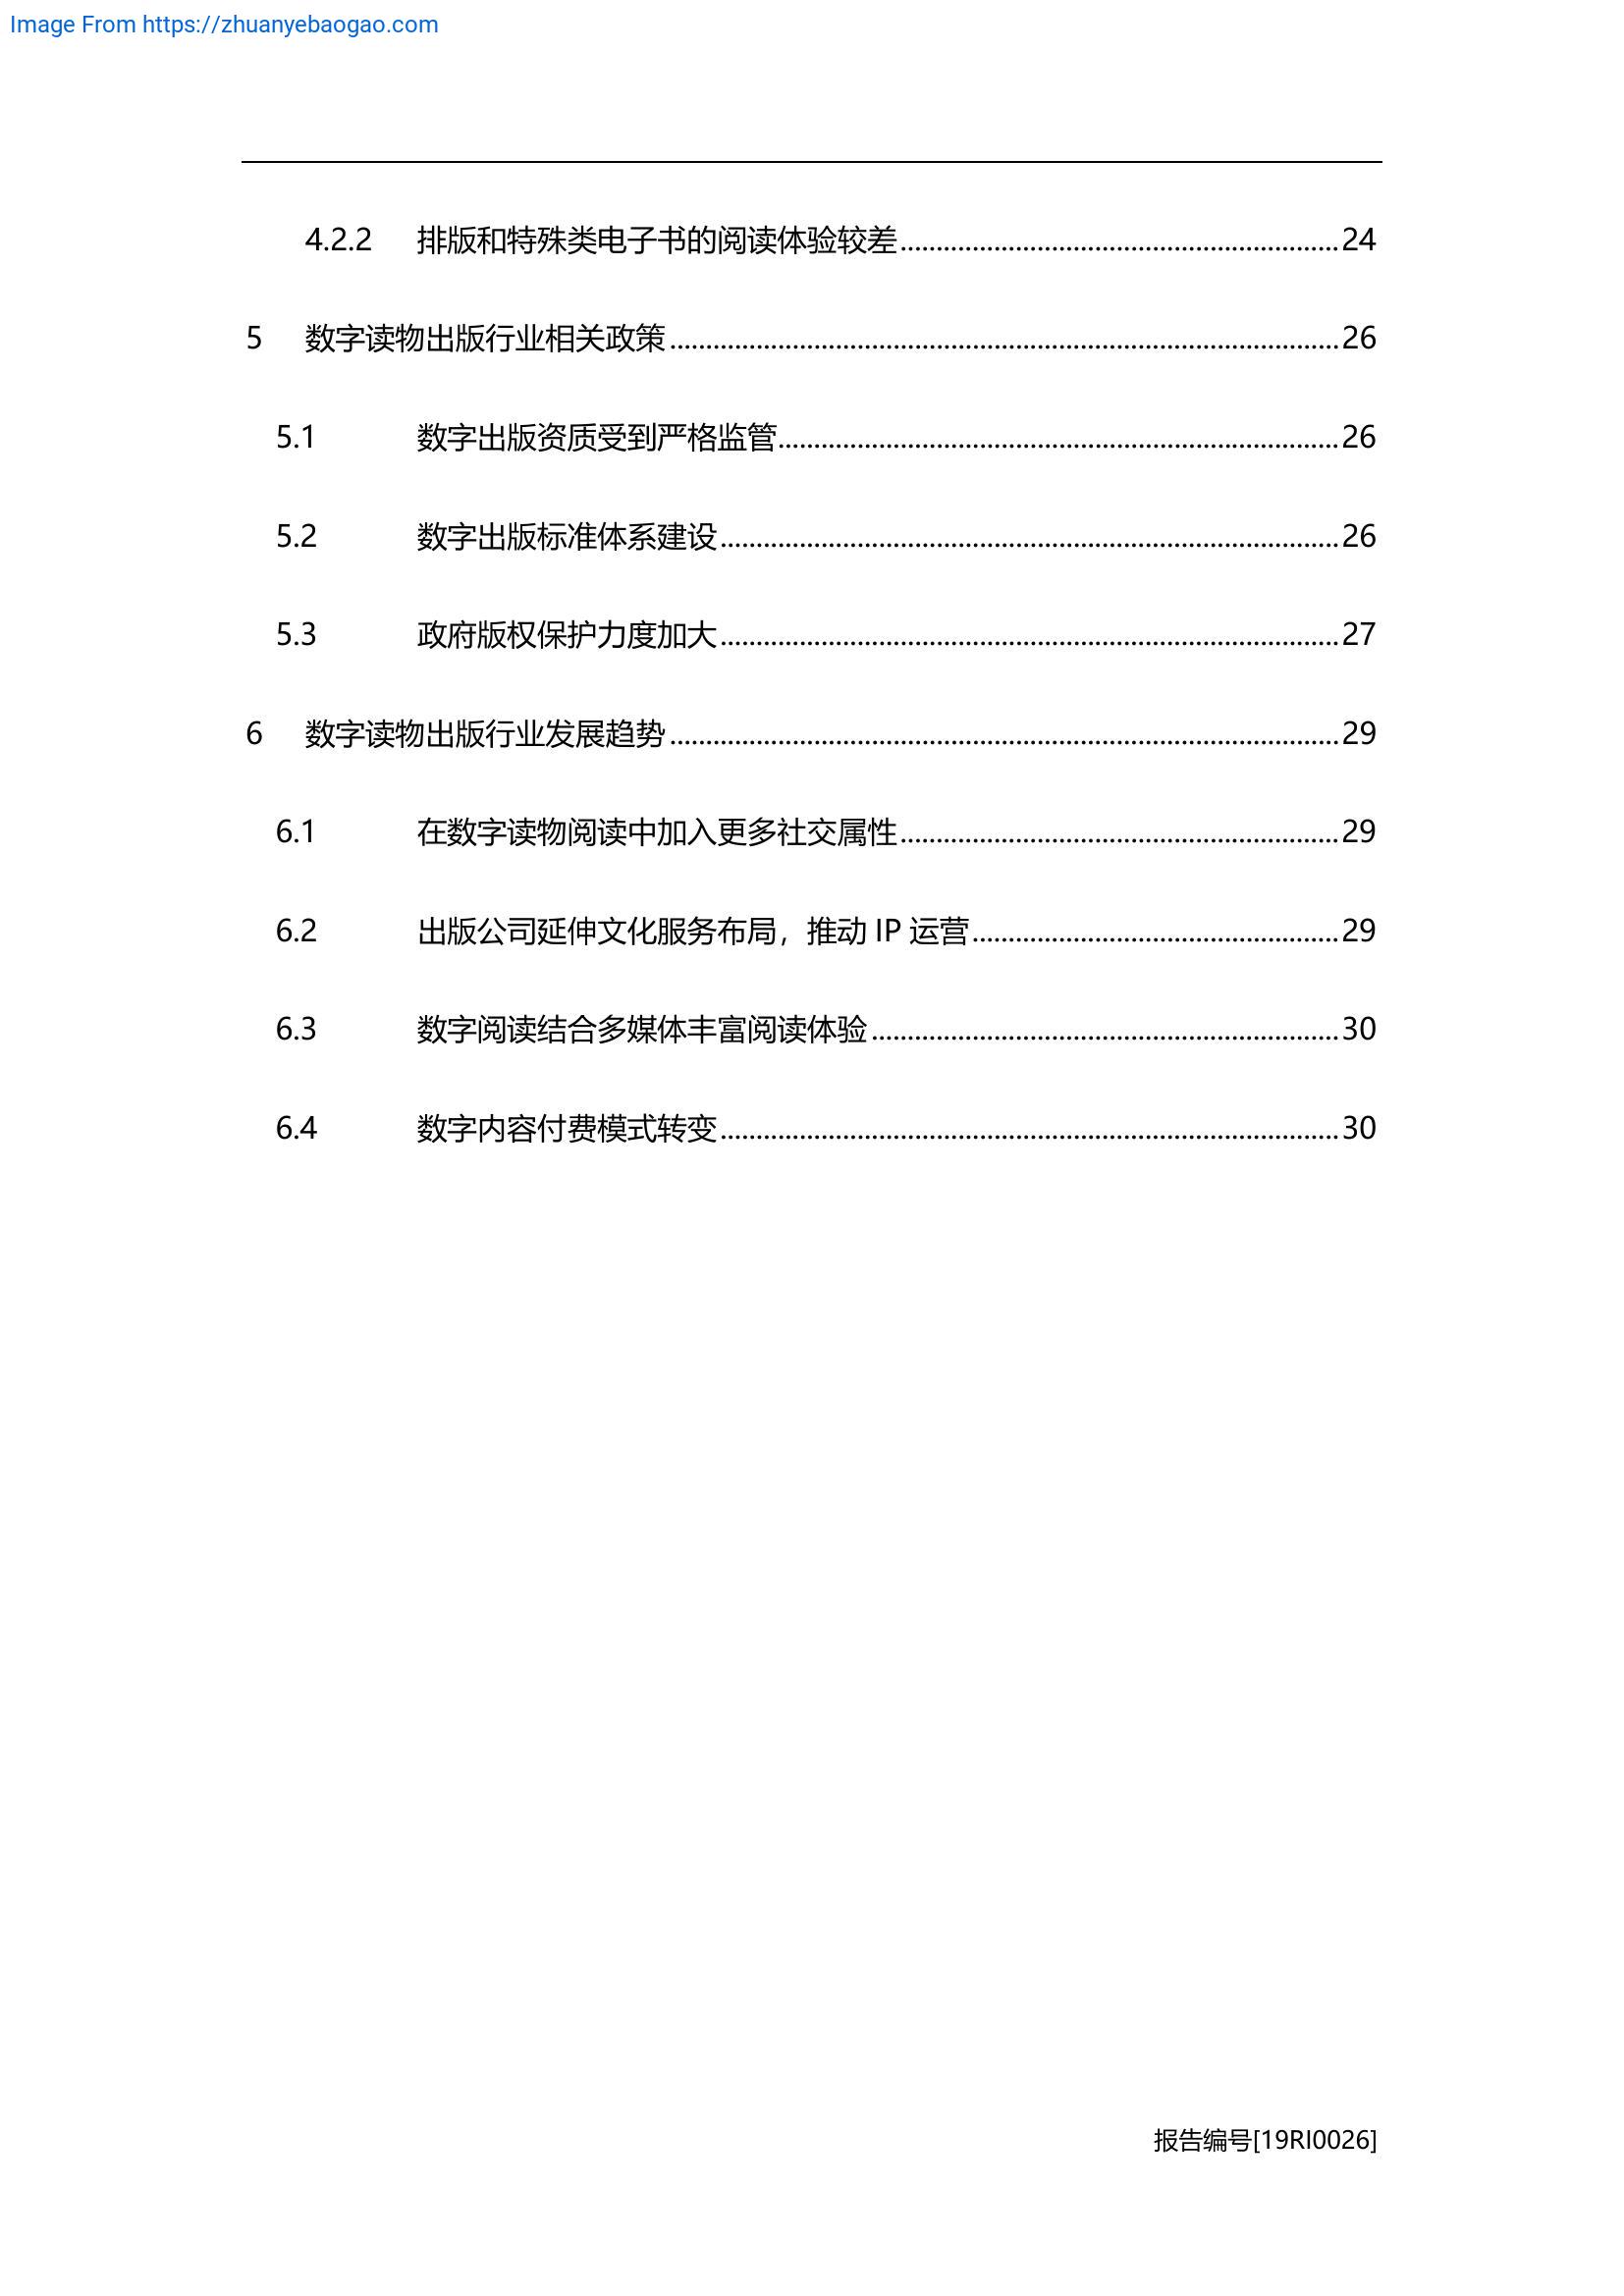 Image From https://zhuanyebaogao.com
4.2.2 排版和特殊类电子书的阅读体验较差 24
5 数字读物出版行业相关政策 26
5.1 数字出版资质受到严格监管 26
5.2 数字出版标准体系建设 26
5.3 政府版权保护力度加大 27
6 数字读物出版行业发展趋势 29
6.1 在数字读物阅读中加入更多社交属性 29
6.2 出版公司延伸文化服务布局，推动 IP 运营 29
6.3 数字阅读结合多媒体丰富阅读体验 30
6.4 数字内容付费模式转变 30
报告编号[19RI0026]